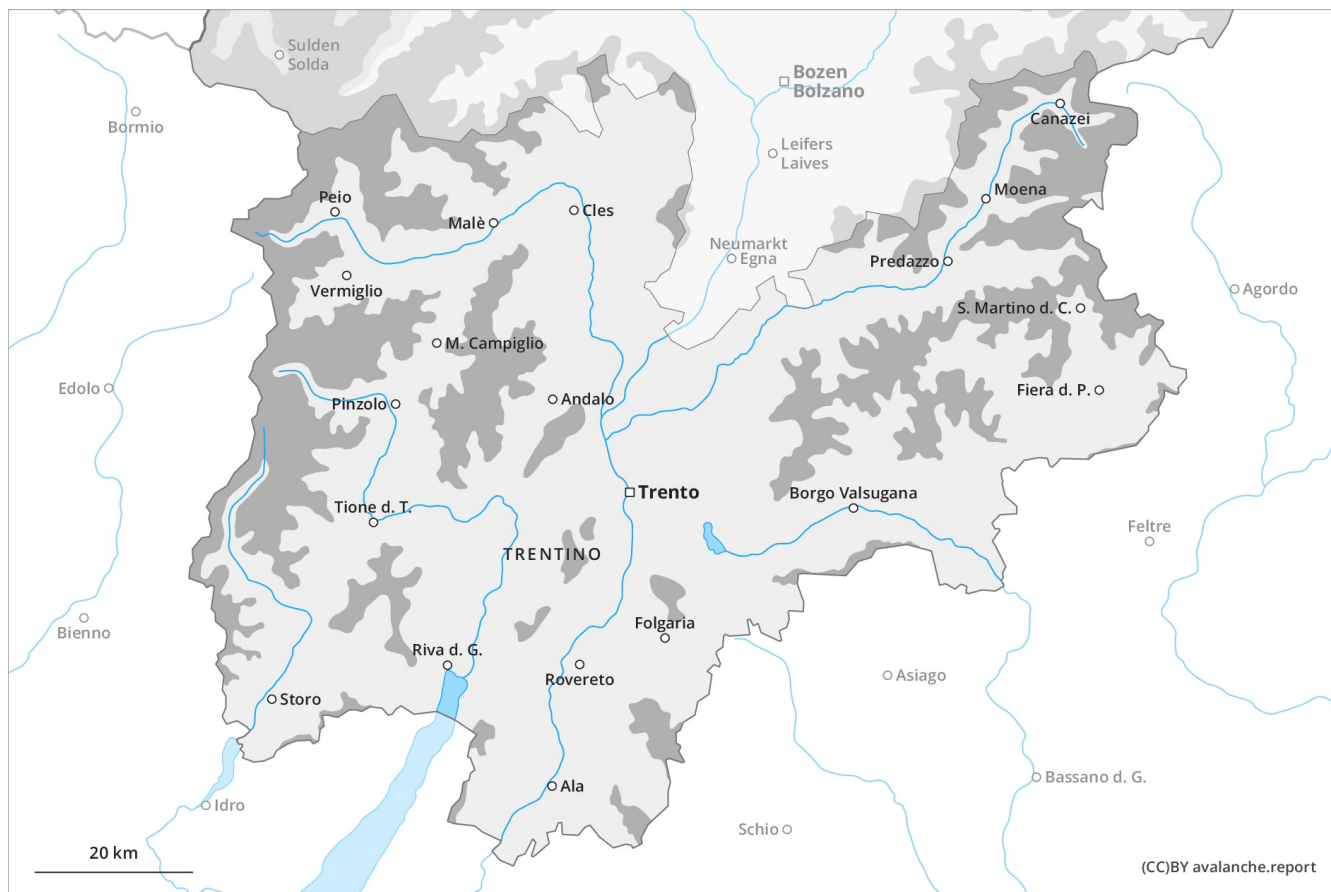 Sulden
Solda
Bozen
Bolzano
Bormio
Canazei
Leifers
Laives
Peio
Moena
Malè
Cles
Neumarkt
Egna
Predazzo
Vermiglio
Agordo
S. Martino d. C.
M. Campiglio
Edolo
Fiera d. P.
Pinzolo
Andalo
Trento
Borgo Valsugana
Tione d. T.
Feltre
TRENTINO
Bienno
Folgaria
Riva d. G.
Asiago
Rovereto
Storo
Bassano d. G.
Ala
Idro
Schio
20 km
(CC)BY avalanche.report